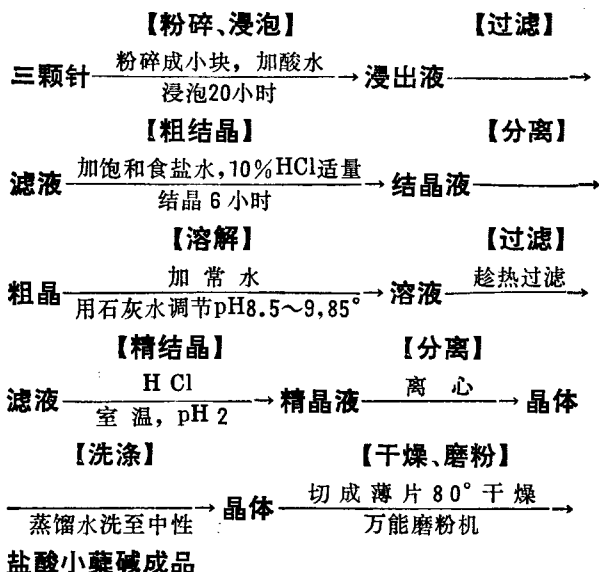 【粉碎、浸泡】 【过滤】
粉碎成小块，加酸水
三颗针 浸出液
浸泡20小时
【粗结晶】 【分离】
加饱和食盐水，10%HCl适量
滤液 结晶液
结晶 6 小时
【溶解】 【过滤】
加 常 水 趁热过滤
粗晶 溶液
用石灰水调节pH8.5～9，85°
【精结晶】 【分离】
H Cl 离 心
滤液 精晶液 晶体
室 温，pH 2
【洗涤】 【干燥、磨粉】
切 成 薄 片 8 0° 干 燥
晶体
蒸馏水洗至中性 万能磨粉机
盐酸小蘖碱成品